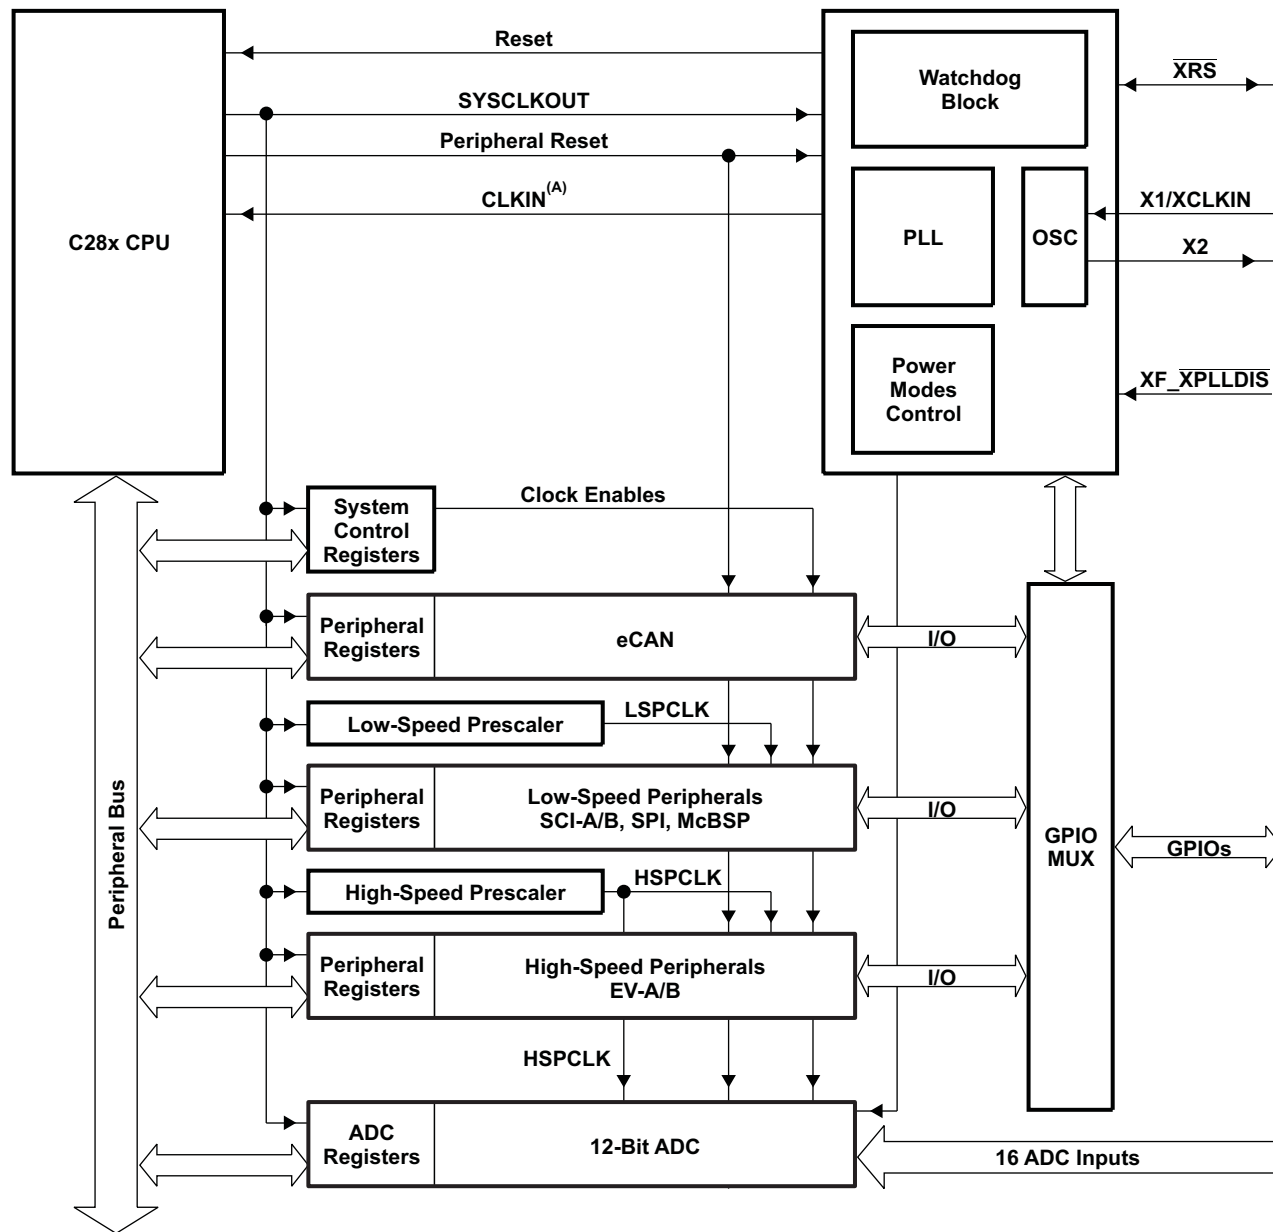 Reset
SYSCLKOUT
Peripheral Reset
CLKIN(A)
C28x CPU
Watchdog
Block
PLL
OSC
Power
Modes
Control
XRS
X1/XCLKIN
X2
XF_XPLLDIS
System
Control
Registers
Clock Enables
Peripheral
Registers
eCAN
I/O
Low-Speed Prescaler
LSPCLK
Peripheral
Registers
Low-Speed Peripherals
SCI-A/B, SPI, McBSP
I/O
High-Speed Prescaler
HSPCLK
Peripheral
Registers
High-Speed Peripherals
EV-A/B
I/O
HSPCLK
ADC
Registers
12-Bit ADC
16 ADC Inputs
GPIO
MUX
GPIOs
Peripheral Bus